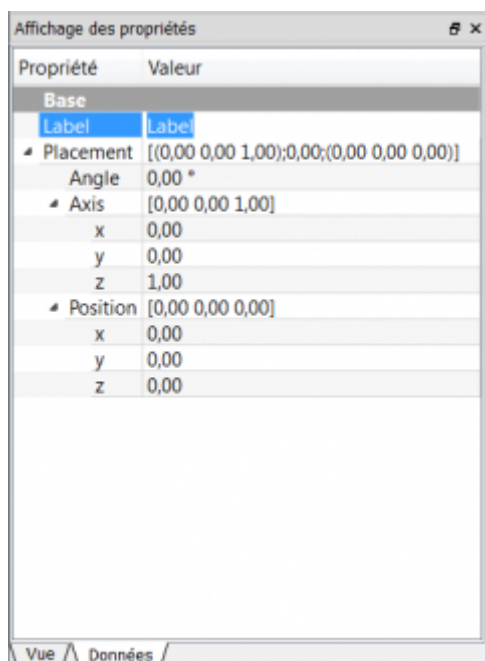 Affichage des propriétés
Propriété Valeur
Base
Label Label
Placement [(0,00 0,00 1,00);0,00;(0,00 0,00 0,00)]
Angle 0,00 °
Axis [0,00 0,00 1,00]
x 0,00
y 0,00
z 1,00
Position [0,00 0,00 0,00]
x 0,00
y 0,00
z 0,00
Vue Données